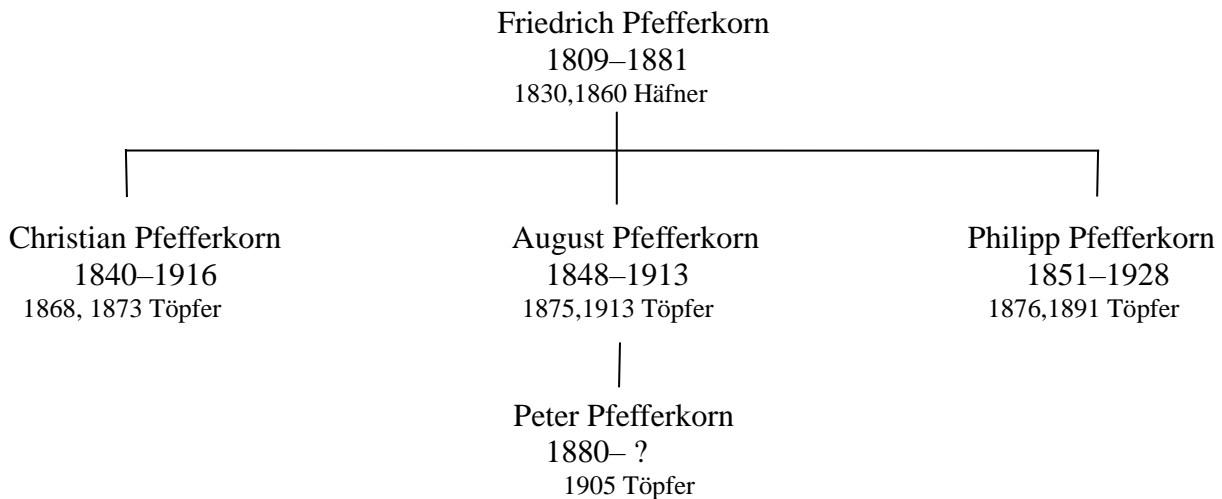 Friedrich Pfefferkorn
1809–1881
1830,1860 Häfner
Christian Pfefferkorn
1840–1916
1868, 1873 Töpfer
August Pfefferkorn
1848–1913
1875,1913 Töpfer
Philipp Pfefferkorn
1851–1928
1876,1891 Töpfer
Peter Pfefferkorn
1880– ?
1905 Töpfer